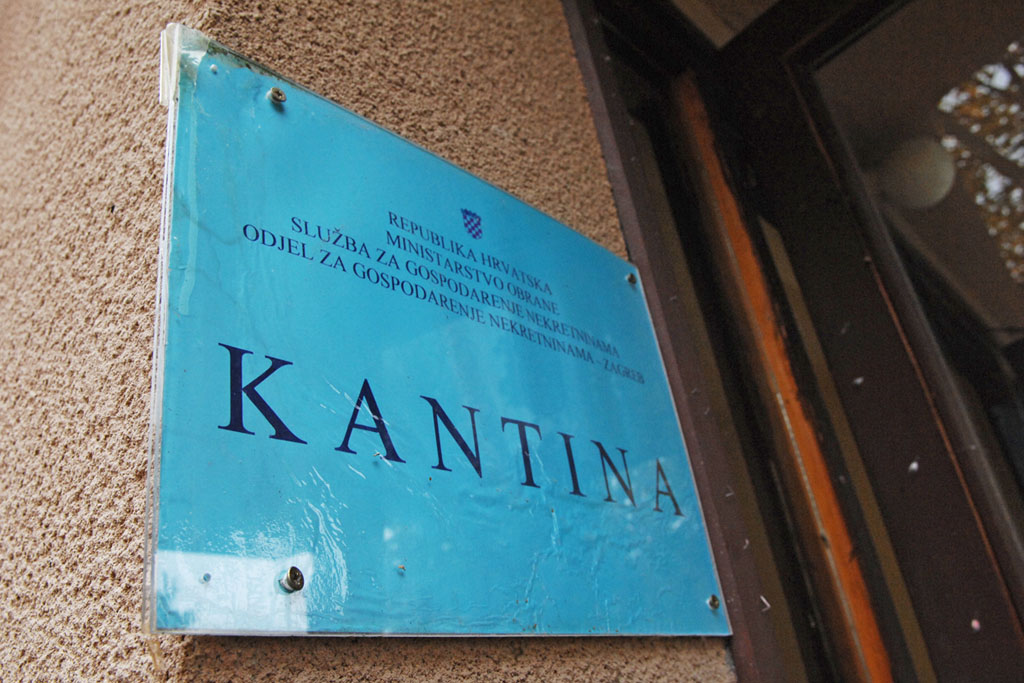 REPUBLIKA HRVATSKA
MINISTARSTVO OBRANE
SLUŽBA ZA GOSPODARENJE NEKRETNINAMA
ODJEL ZA GOSPODARENJE NEKRETNINAMA - ZAGREB
KANTINA